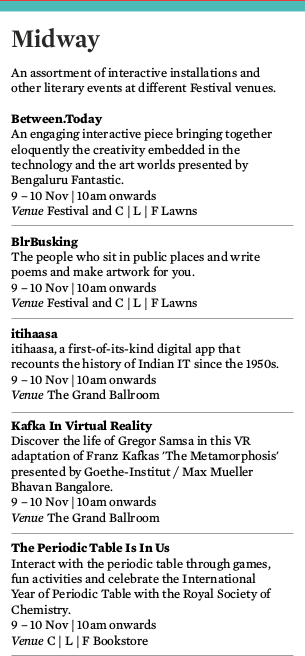 Midway
An assortment of interactive installations and
other literary events at different Festival venues.
Between.Today
An engaging interactive piece bringing together
eloquently the creativity embedded in the
technology and the art worlds presented by
Bengaluru Fantastic.
9 – 10 Nov | 10am onwards
Venue Festival and C | L | F Lawns
BlrBusking
The people who sit in public places and write
poems and make artwork for you.
9 – 10 Nov | 10am onwards
Venue Festival and C | L | F Lawns
itihaasa
itihaasa, a first-of-its-kind digital app that
recounts the history of Indian IT since the 1950s.
9 – 10 Nov | 10am onwards
Venue The Grand Ballroom
Kafka In Virtual Reality
Discover the life of Gregor Samsa in this VR
adaptation of Franz Kafkas 'The Metamorphosis'
presented by Goethe-Institut / Max Mueller
Bhavan Bangalore.
9 – 10 Nov | 10am onwards
Venue The Grand Ballroom
The Periodic Table Is In Us
Interact with the periodic table through games,
fun activities and celebrate the International
Year of Periodic Table with the Royal Society of
Chemistry.
9 – 10 Nov | 10am onwards
Venue C | L | F Bookstore